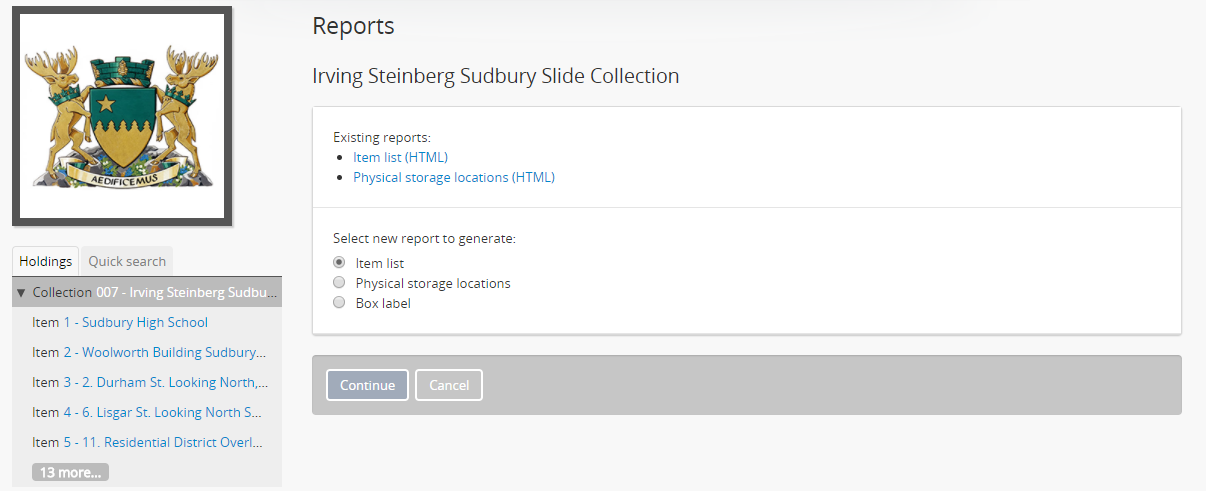 AEDIFICEMUS
Holdings
Quick search
▼ Collection 007 - Irving Steinberg Sudbu...
Item 1 - Sudbury High School
Item 2 - Woolworth Building Sudbury...
Item 3 - 2. Durham St. Looking North,...
Item 4 - 6. Lisgar St. Looking North S...
Item 5 - 11. Residential District Overl...
13 more...
Reports
Irving Steinberg Sudbury Slide Collection
Existing reports:
• Item list (HTML)
• Physical storage locations (HTML)
Select new report to generate:
Item list
Physical storage locations
Box label
Continue
Cancel